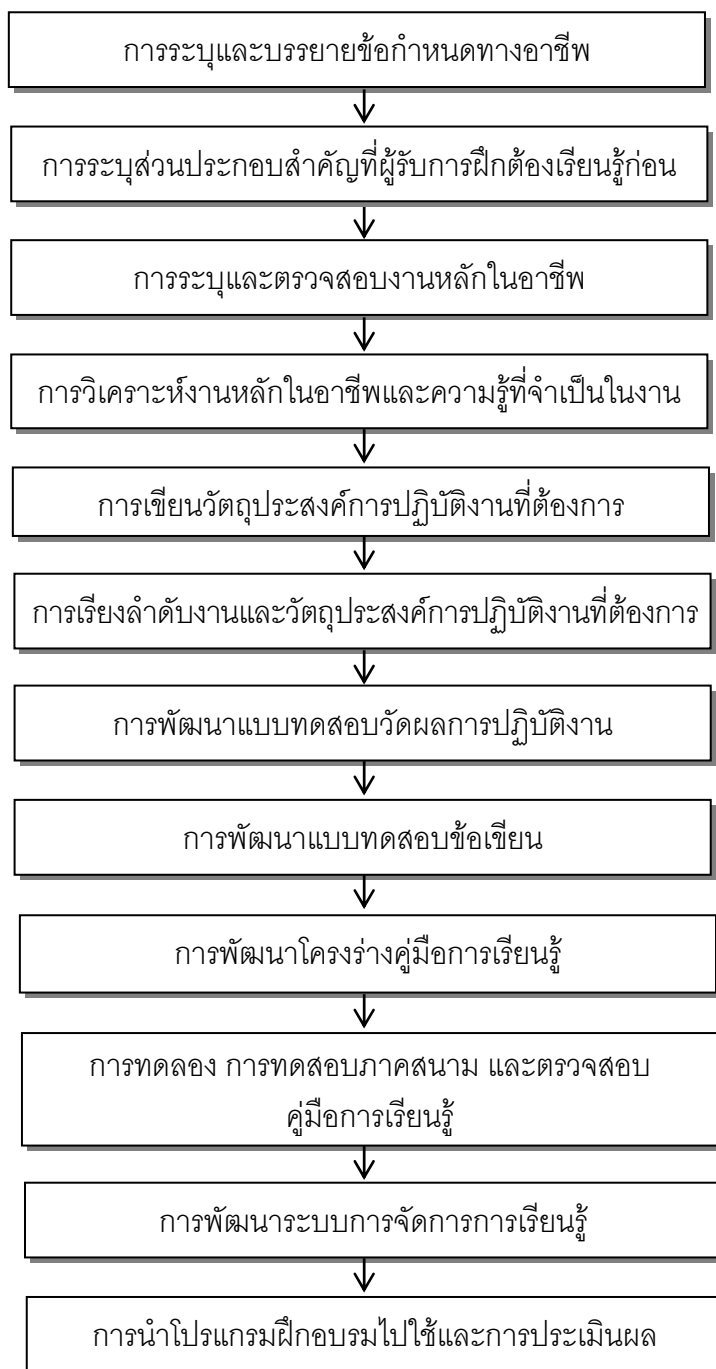 การระบุและบรรยายข้อกำหนดทางอาชีพ
การระบุส่วนประกอบสำคัญที่ผู้รับการฝึกต้องเรียนรู้ก่อน
การระบุและตรวจสอบงานหลักในอาชีพ
การวิเคราะห์งานหลักในอาชีพและความรู้ที่จำเป็นในงาน
การเขียนวัตถุประสงค์การปฏิบัติงานที่ต้องการ
การเรียงลำดับงานและวัตถุประสงค์การปฏิบัติงานที่ต้องการ
การพัฒนาแบบทดสอบวัดผลการปฏิบัติงาน
การพัฒนาแบบทดสอบข้อเขียน
การพัฒนาโครงร่างคู่มือการเรียนรู้
การทดลอง การทดสอบภาคสนาม และตรวจสอบ
คู่มือการเรียนรู้
การพัฒนาระบบการจัดการการเรียนรู้
การนำโปรแกรมฝึกอบรมไปใช้และการประเมินผล